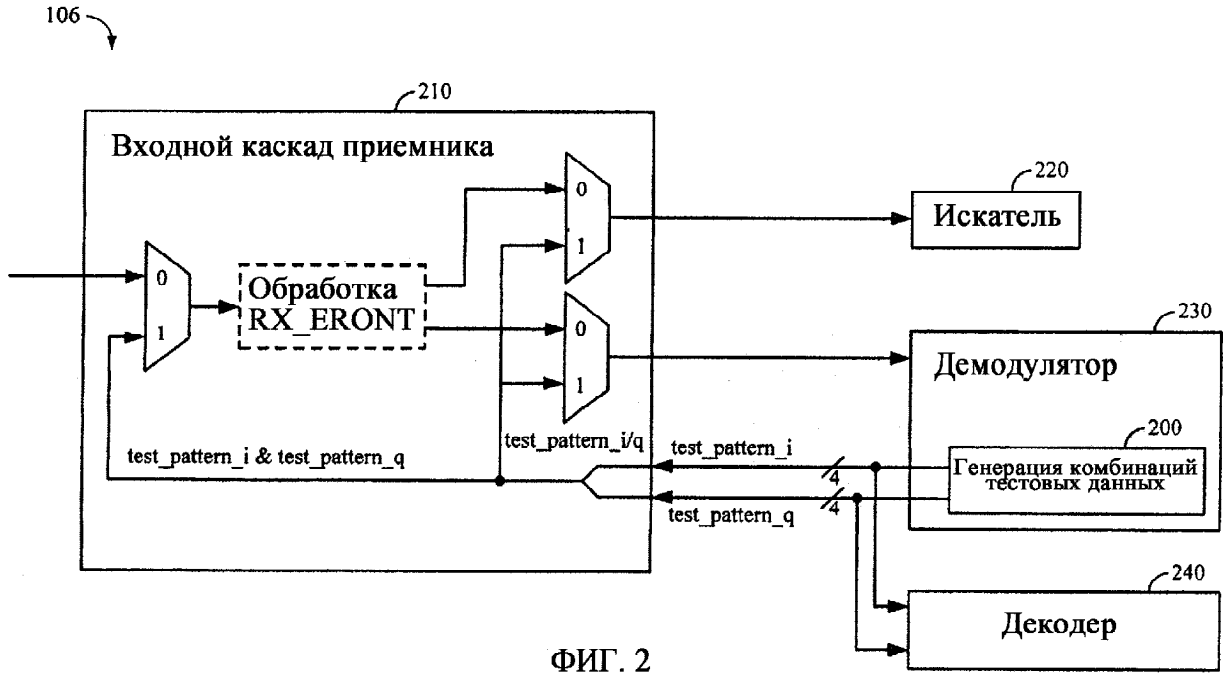 106
210
Входной каскад приемника
0
1
220
Искатель
0
1
Обработка
RX_ERONT
0
1
230
Демодулятор
200
Генерация комбинаций
тестовых данных
test_pattern_i & test_pattern_q
test_pattern_i/q
test_pattern_i
4
test_pattern_q
4
240
Декодер
ФИГ. 2